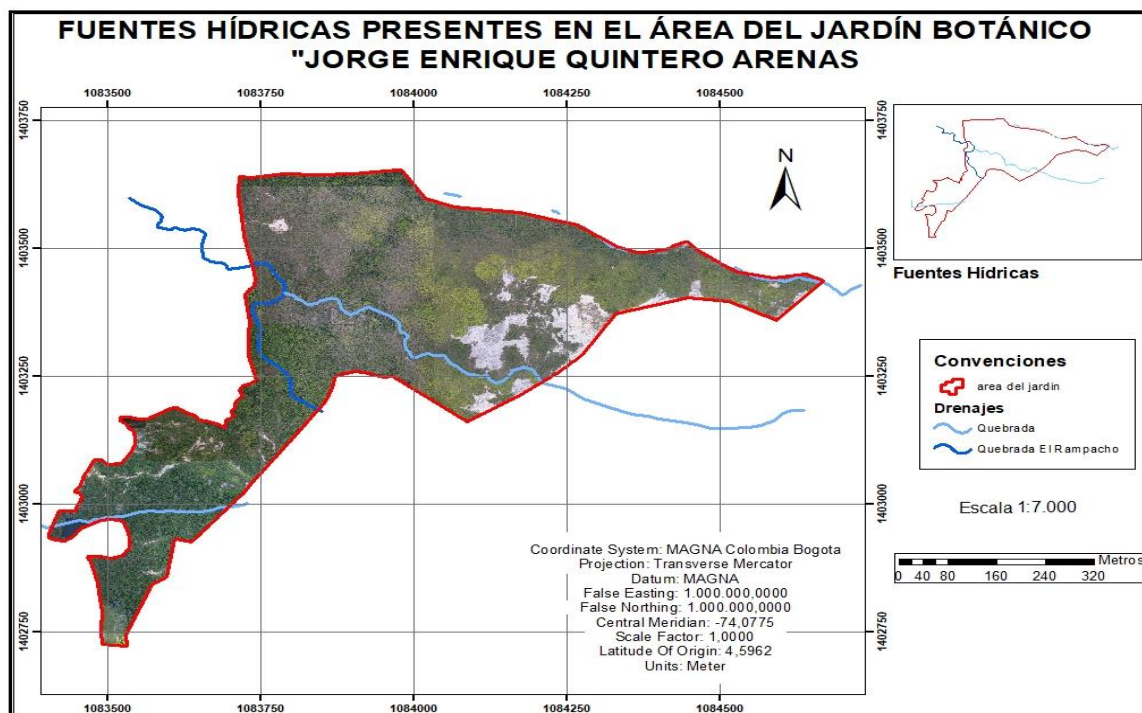 FUENTES HÍDRICAS PRESENTES EN EL ÁREA DEL JARDÍN BOTÁNICO
"JORGE ENRIQUE QUINTERO ARENAS
1083500 1083750 1084000 1084250 1084500
1403750
1403500
1403250
1403000
1402750
N
1403750
1403500
1403250
1403000
1402750
Coordinate System: MAGNA Colombia Bogota
Projection: Transverse Mercator
Datum: MAGNA
False Easting: 1.000.000,0000
False Northing: 1.000.000,0000
Central Meridian: -74,0775
Scale Factor: 1,0000
Latitude Of Origin: 4,5962
Units: Meter
1083500 1083750 1084000 1084250 1084500
Fuentes Hídricas
Convenciones
area del jardin
Drenajes
Quebrada
Quebrada El Rampacho
Escala 1:7.000
Metros
0 40 80 160 240 320